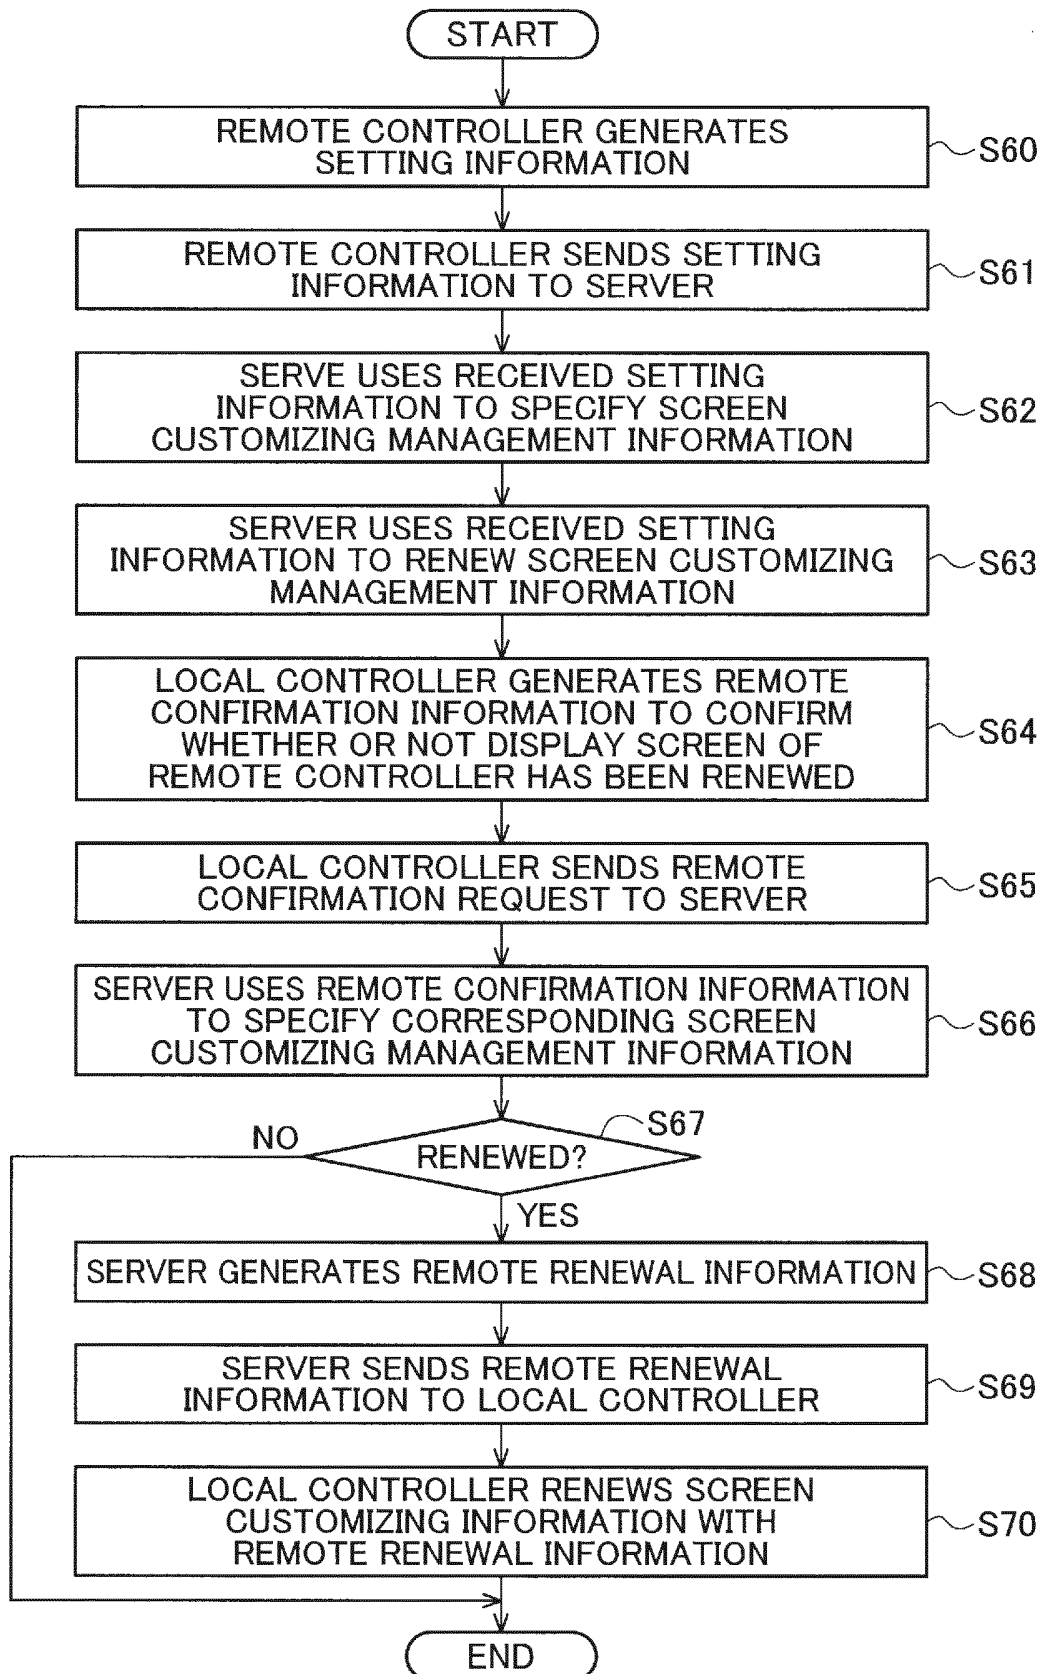 START
REMOTE CONTROLLER GENERATES
SETTING INFORMATION
S60
REMOTE CONTROLLER SENDS SETTING
INFORMATION TO SERVER
S61
SERVE USES RECEIVED SETTING
INFORMATION TO SPECIFY SCREEN
CUSTOMIZING MANAGEMENT INFORMATION
S62
SERVER USES RECEIVED SETTING
INFORMATION TO RENEW SCREEN CUSTOMIZING
MANAGEMENT INFORMATION
S63
LOCAL CONTROLLER GENERATES REMOTE
CONFIRMATION INFORMATION TO CONFIRM
WHETHER OR NOT DISPLAY SCREEN OF
REMOTE CONTROLLER HAS BEEN RENEWED
S64
LOCAL CONTROLLER SENDS REMOTE
CONFIRMATION REQUEST TO SERVER
S65
SERVER USES REMOTE CONFIRMATION INFORMATION
TO SPECIFY CORRESPONDING SCREEN
CUSTOMIZING MANAGEMENT INFORMATION
S66
S67
NO
RENEWED?
YES
SERVER GENERATES REMOTE RENEWAL INFORMATION
S68
SERVER SENDS REMOTE RENEWAL
INFORMATION TO LOCAL CONTROLLER
S69
LOCAL CONTROLLER RENEWS SCREEN
CUSTOMIZING INFORMATION WITH
REMOTE RENEWAL INFORMATION
S70
END